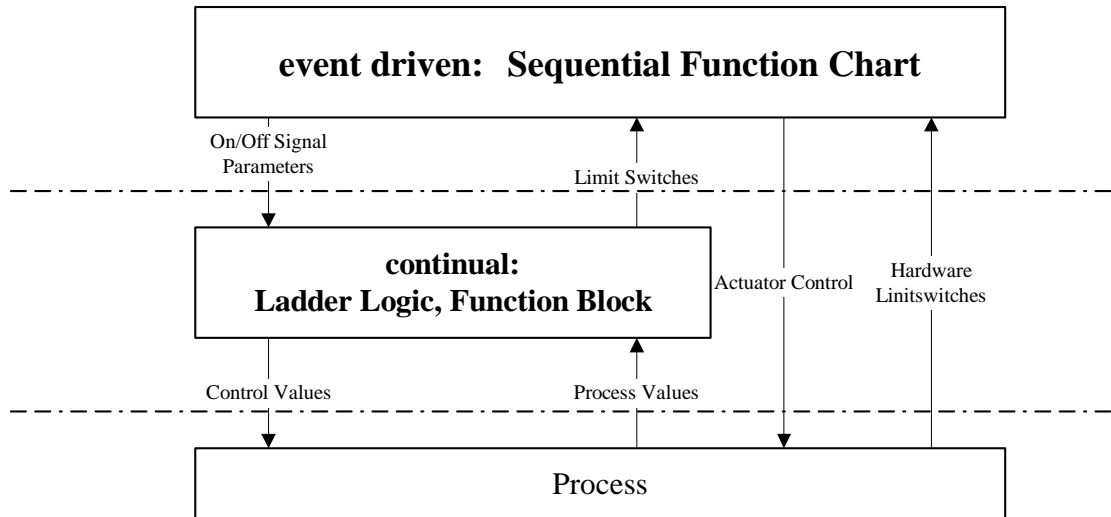 event driven: Sequential Function Chart
On/Off Signal
Parameters
Limit Switches
continual:
Ladder Logic, Function Block
Actuator Control
Hardware
Linitswitches
Control Values
Process Values
Process